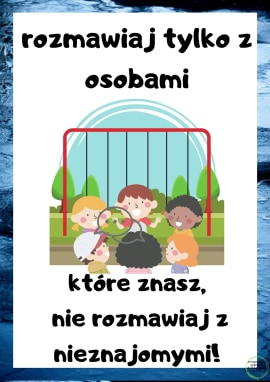 rozmawiaj tylko z
osobami
które znasz,
nie rozmawiaj z
nieznajomymi!